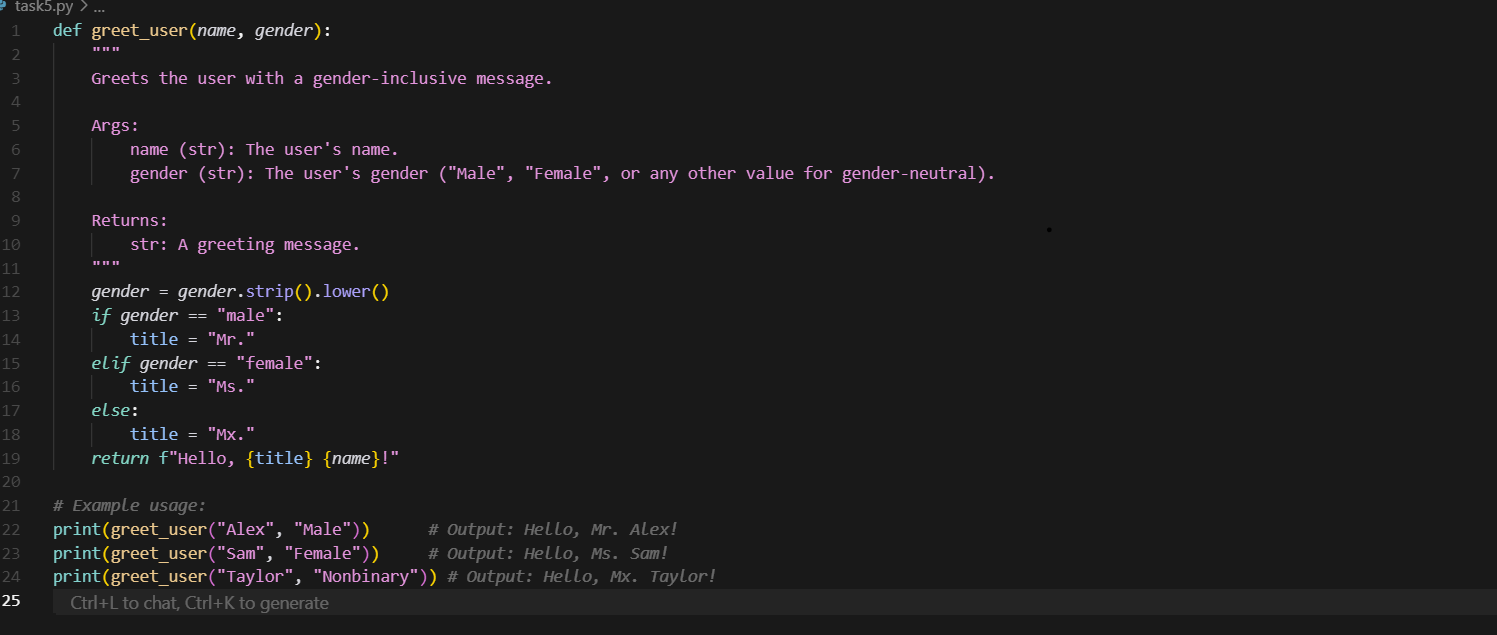 task5.py > ...
1 def greet_user(name, gender):
2     """
3     Greets the user with a gender-inclusive message.
4
5     Args:
6         name (str): The user's name.
7         gender (str): The user's gender ("Male", "Female", or any other value for gender-neutral).
8
9     Returns:
10         str: A greeting message.
11     """
12     gender = gender.strip().lower()
13     if gender == "male":
14         title = "Mr."
15     elif gender == "female":
16         title = "Ms."
17     else:
18         title = "Mx."
19     return f"Hello, {title} {name}!"
20
21 # Example usage:
22 print(greet_user("Alex", "Male"))      # Output: Hello, Mr. Alex!
23 print(greet_user("Sam", "Female"))     # Output: Hello, Ms. Sam!
24 print(greet_user("Taylor", "Nonbinary")) # Output: Hello, Mx. Taylor!
25 Ctrl+L to chat, Ctrl+K to generate